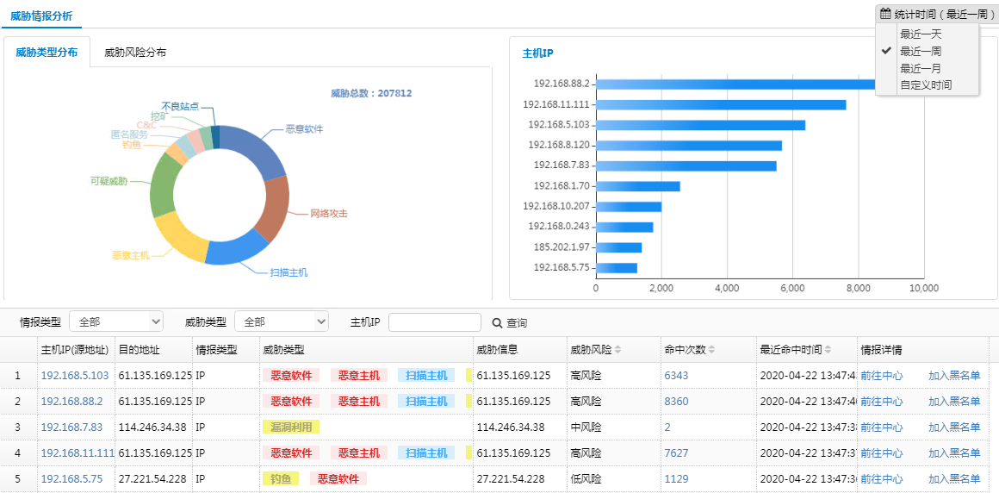 威胁情报分析
统计时间（最近一周）
最近一天
最近一周
最近一月
自定义时间
威胁类型分布
威胁风险分布
威胁总数：207812
不良站点
挖矿
C&C
匿名服务
钓鱼
可疑威胁
恶意主机
恶意软件
网络攻击
扫描主机
主机IP
192.168.88.2
192.168.11.111
192.168.5.103
192.168.8.120
192.168.7.83
192.168.1.70
192.168.10.207
192.168.0.243
185.202.1.97
192.168.5.75
0 2,000 4,000 6,000 8,000 10,000
情报类型 全部 威胁类型 全部 主机IP 查询
主机IP(源地址) 目的地址 情报类型 威胁类型 威胁信息 威胁风险 命中次数 最近命中时间 情报详情
1 192.168.5.103 61.135.169.125 IP 恶意软件 恶意主机 扫描主机 61.135.169.125 高风险 6343 2020-04-22 13:47:4 前往中心 加入黑名单
2 192.168.88.2 61.135.169.125 IP 恶意软件 恶意主机 扫描主机 61.135.169.125 高风险 8360 2020-04-22 13:47:4 前往中心 加入黑名单
3 192.168.7.83 114.246.34.38 IP 漏洞利用 114.246.34.38 中风险 2 2020-04-22 13:47:3 前往中心 加入黑名单
4 192.168.11.111 61.135.169.125 IP 恶意软件 恶意主机 扫描主机 61.135.169.125 高风险 7627 2020-04-22 13:47:3 前往中心 加入黑名单
5 192.168.5.75 27.221.54.228 IP 钓鱼 恶意软件 27.221.54.228 低风险 1129 2020-04-22 13:47:3 前往中心 加入黑名单